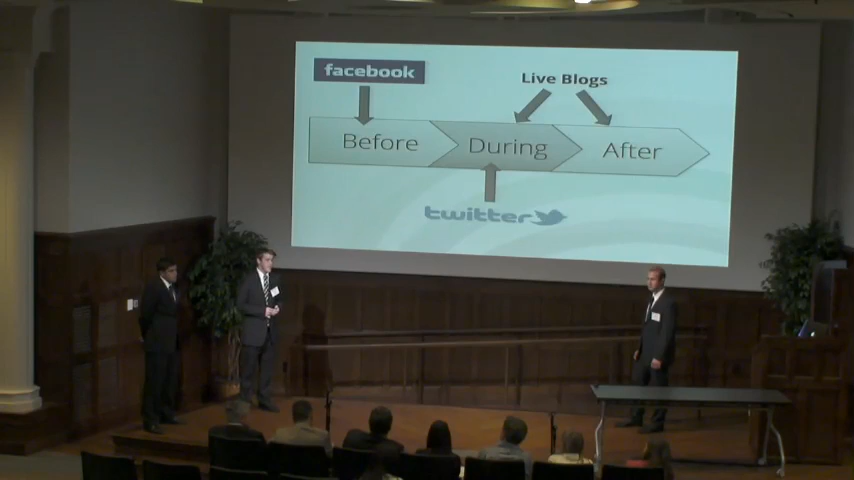 facebook
Live Blogs
Before
During
After
twitter